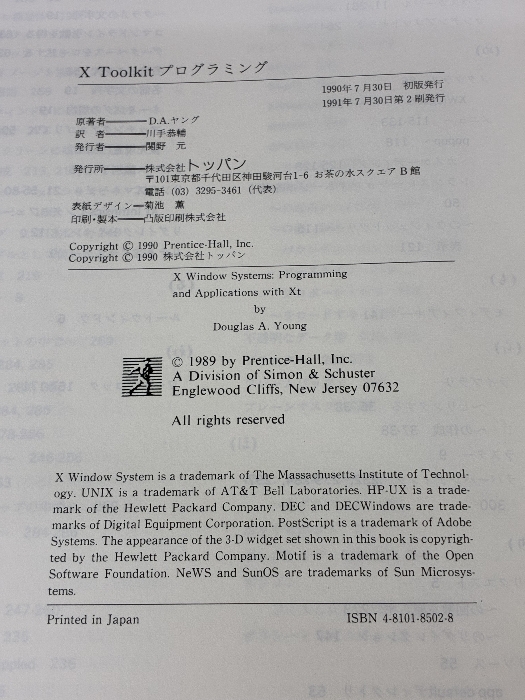 X Toolkit プログラミング
1990年7月30日 初版発行
1991年7月30日第2刷発行
原著者――D.A.ヤング
訳 者――川手恭輔
発行者――関野 元
発行所――株式会社トッパン
〒101東京都千代田区神田駿河台1-6 お茶の水スクエア B館
電話 (03) 3295-3461 (代表)
表紙デザイン―菊池 薫
印刷・製本――凸版印刷株式会社
Copyright © 1990 Prentice-Hall, Inc.
Copyright © 1990 株式会社トッパン
X Window Systems: Programming
and Applications with Xt
by
Douglas A. Young
© 1989 by Prentice-Hall, Inc.
A Division of Simon & Schuster
Englewood Cliffs, New Jersey 07632
All rights reserved
X Window System is a trademark of The Massachusetts Institute of Technol-
ogy. UNIX is a trademark of AT&T Bell Laboratories. HP-UX is a trade-
mark of the Hewlett Packard Company. DEC and DECWindows are trade-
marks of Digital Equipment Corporation. PostScript is a trademark of Adobe
Systems. The appearance of the 3-D widget set shown in this book is copyrigh-
ted by the Hewlett Packard Company. Motif is a trademark of the Open
Software Foundation. NeWS and SunOS are trademarks of Sun Microsys-
tems.
Printed in Japan
ISBN 4-8101-8502-8